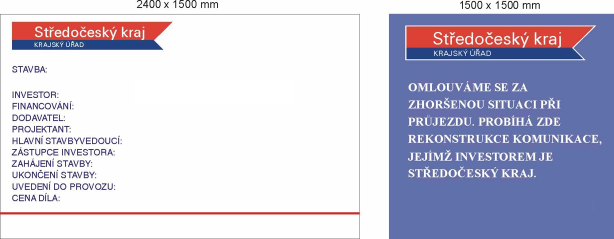 2400 x 1500 mm
Středočeský kraj
KRAJSKÝ ÚŘAD
STAVBA:
INVESTOR:
FINANCOVÁNÍ:
DODAVATEL:
PROJEKTANT:
HLAVNÍ STAVBYVEDOUCÍ:
ZÁSTUPCE INVESTORA:
ZAHÁJENÍ STAVBY:
UKONČENÍ STAVBY:
UVEDENÍ DO PROVOZU:
CENA DÍLA:
1500 x 1500 mm
Středočeský kraj
KRAJSKÝ ÚŘAD
OMLOUVÁME SE ZA
ZHORŠENOU SITUACI PŘI
PRŮJEZDU. PROBÍHÁ ZDE
REKONSTRUKCE KOMUNIKACE,
JEJÍMŽ INVESTOREM JE
STŘEDOČESKÝ KRAJ.